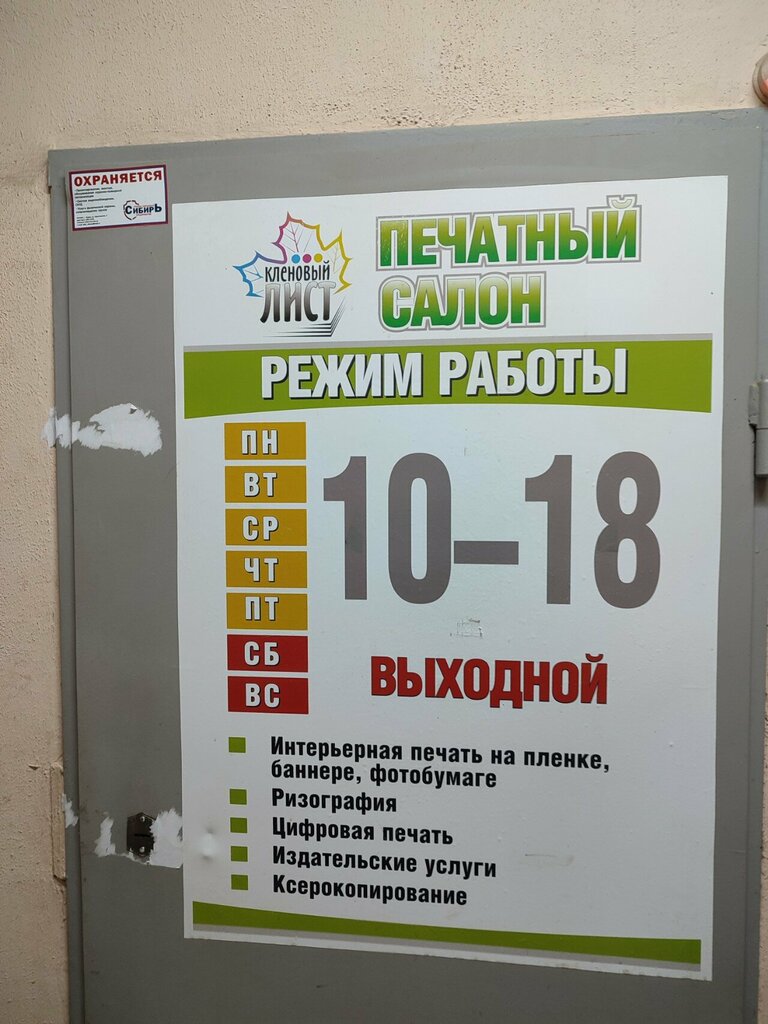 ОХРАНЯЕТСЯ
СИБИРЬ
КЛЕНОВЫЙ
ЛИСТ
ПЕЧАТНЫЙ
САЛОН
РЕЖИМ РАБОТЫ
ПН
ВТ
СР
ЧТ
ПТ
10–18
СБ
ВС
ВЫХОДНОЙ
Интерьерная печать на пленке,
баннере, фотобумаге
Ризография
Цифровая печать
Издательские услуги
Ксерокопирование